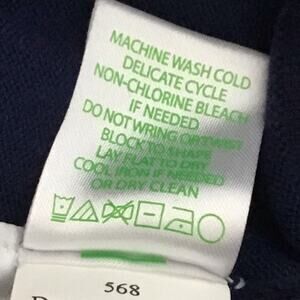 MACHINE WASH COLD
DELICATE CYCLE
NON-CHLORINE BLEACH
IF NEEDED
DO NOT WRING OR TWIST
BLOCK TO SHAPE
LAY FLAT TO DRY
COOL IRON IF NEEDED
OR DRY CLEAN
568